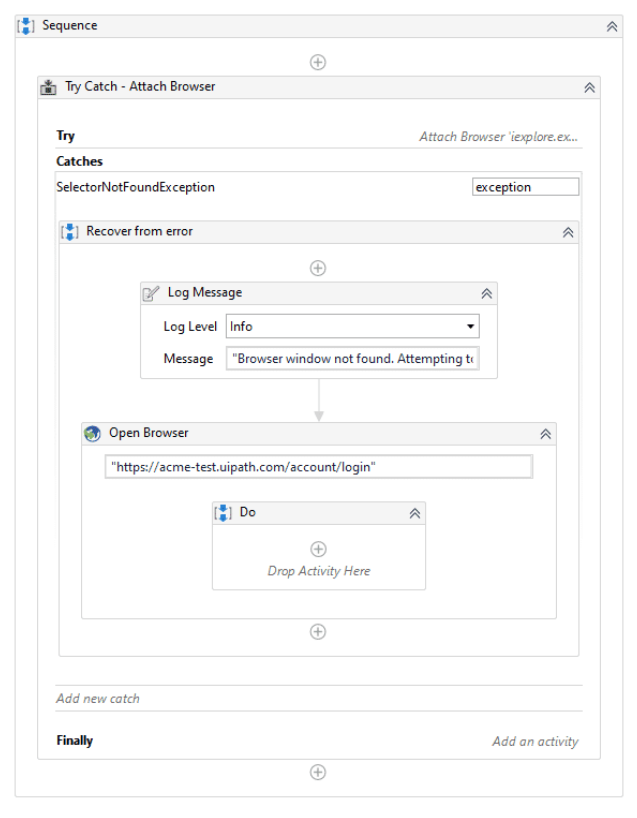 Sequence
Try Catch - Attach Browser
Try Attach Browser 'iexplore.ex...
Catches
SelectorNotFoundException exception
Recover from error
Log Message
Log Level Info
Message "Browser window not found. Attempting to
Open Browser
"https://acme-test.uipath.com/account/login"
Do
Drop Activity Here
Add new catch
Finally Add an activity